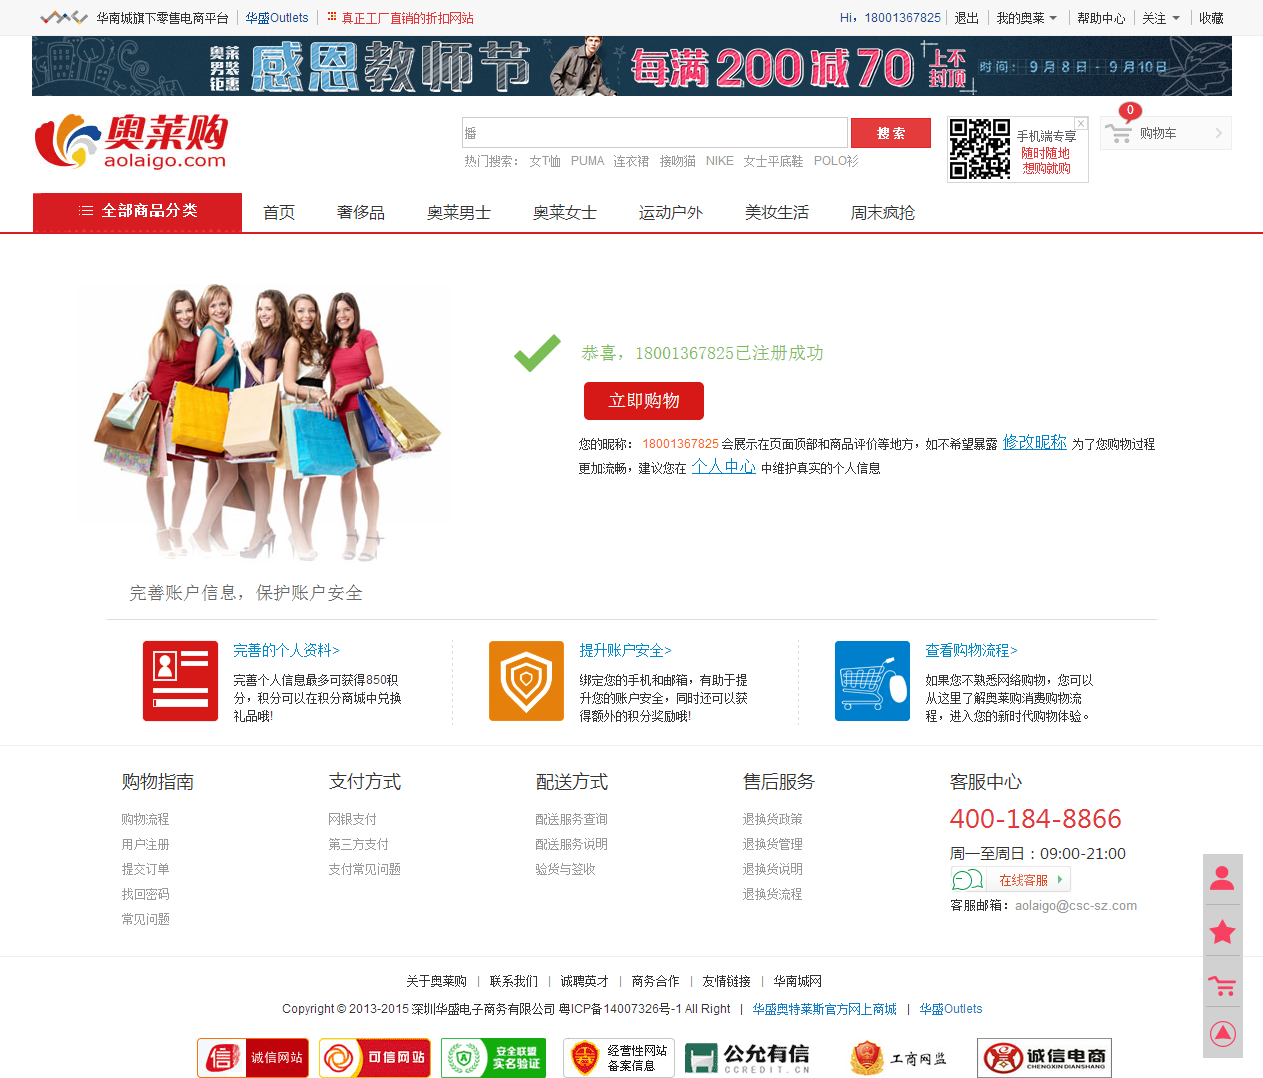 华南城旗下零售电商平台 华盛Outlets 真正工厂直销的折扣网站 Hi，18001367825 退出 我的奥莱 帮助中心 关注 收藏
奥莱男装钜惠 感恩教师节 每满200减70 上不封顶 时间：9月8日-9月10日
奥莱购
aolaigo.com
播 搜 索
热门搜索： 女T恤 PUMA 连衣裙 接吻猫 NIKE 女士平底鞋 POLO衫
手机端专享
随时随地
想购就购
X
0
购物车
全部商品分类 首页 奢侈品 奥莱男士 奥莱女士 运动户外 美妆生活 周末疯抢
恭喜，18001367825已注册成功
立即购物
您的昵称： 18001367825 会展示在页面顶部和商品评价等地方，如不希望暴露 修改昵称 为了您购物过程
更加流畅，建议您在 个人中心 中维护真实的个人信息
完善账户信息，保护账户安全
完善的个人资料>
完善个人信息最多可获得850积
分，积分可以在积分商城中兑换
礼品哦!
提升账户安全>
绑定您的手机和邮箱，有助于提
升您的账户安全，同时还可以获
得额外的积分奖励哦!
查看购物流程>
如果您不熟悉网络购物，您可以
从这里了解奥莱购消费购物流
程，进入您的新时代购物体验。
购物指南
购物流程
用户注册
提交订单
找回密码
常见问题
支付方式
网银支付
第三方支付
支付常见问题
配送方式
配送服务查询
配送服务说明
验货与签收
售后服务
退换货政策
退换货管理
退换货说明
退换货流程
客服中心
400-184-8866
周一至周日：09:00-21:00
在线客服
客服邮箱：aolaigo@csc-sz.com
关于奥莱购 | 联系我们 | 诚聘英才 | 商务合作 | 友情链接 | 华南城网
Copyright © 2013-2015 深圳华盛电子商务有限公司 粤ICP备14007326号-1 All Right | 华盛奥特莱斯官方网上商城 | 华盛Outlets
信 诚信网站
可信网站
安全联盟
实名验证
经营性网站
备案信息
公允有信
CCREDIT.CN
工商网监
诚信电商
CHENGXINDIANSHANG